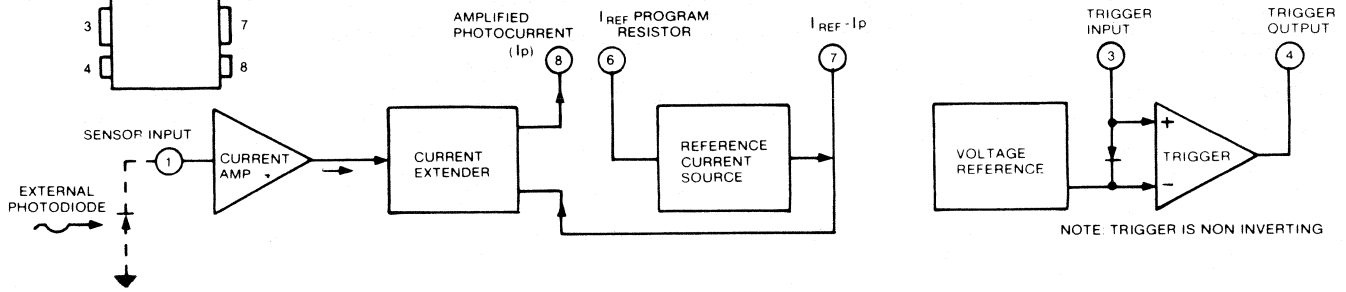 3
7
4
8
SENSOR INPUT
1
EXTERNAL
PHOTODIODE
CURRENT
AMP
CURRENT
EXTENDER
AMPLIFIED
PHOTOCURRENT
(Ip)
8
IREF PROGRAM
RESISTOR
6
REFERENCE
CURRENT
SOURCE
IREF - Ip
7
VOLTAGE
REFERENCE
TRIGGER
INPUT
3
+
TRIGGER
−
TRIGGER
OUTPUT
4
NOTE: TRIGGER IS NON INVERTING